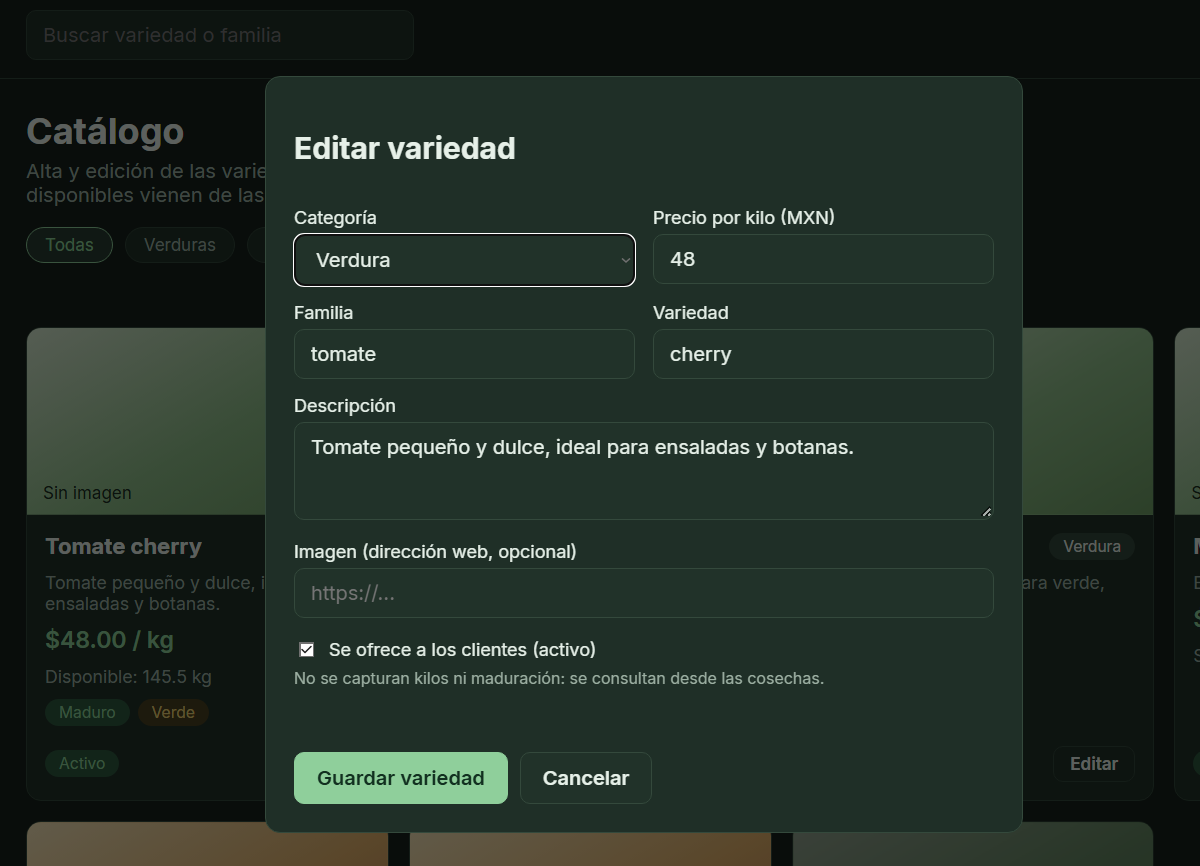 Buscar variedad o familia
Catálogo
Alta y edición de las varie
disponibles vienen de las
Todas
Verduras
Editar variedad
Categoría
Precio por kilo (MXN)
Verdura
48
Familia
Variedad
tomate
cherry
Descripción
Tomate pequeño y dulce, ideal para ensaladas y botanas.
Imagen (dirección web, opcional)
https://...
Se ofrece a los clientes (activo)
No se capturan kilos ni maduración: se consultan desde las cosechas.
Guardar variedad
Cancelar
Sin imagen
Tomate cherry
Tomate pequeño y dulce, i
ensaladas y botanas.
$48.00 / kg
Disponible: 145.5 kg
Maduro
Verde
Activo
Verdura
ara verde,
Editar